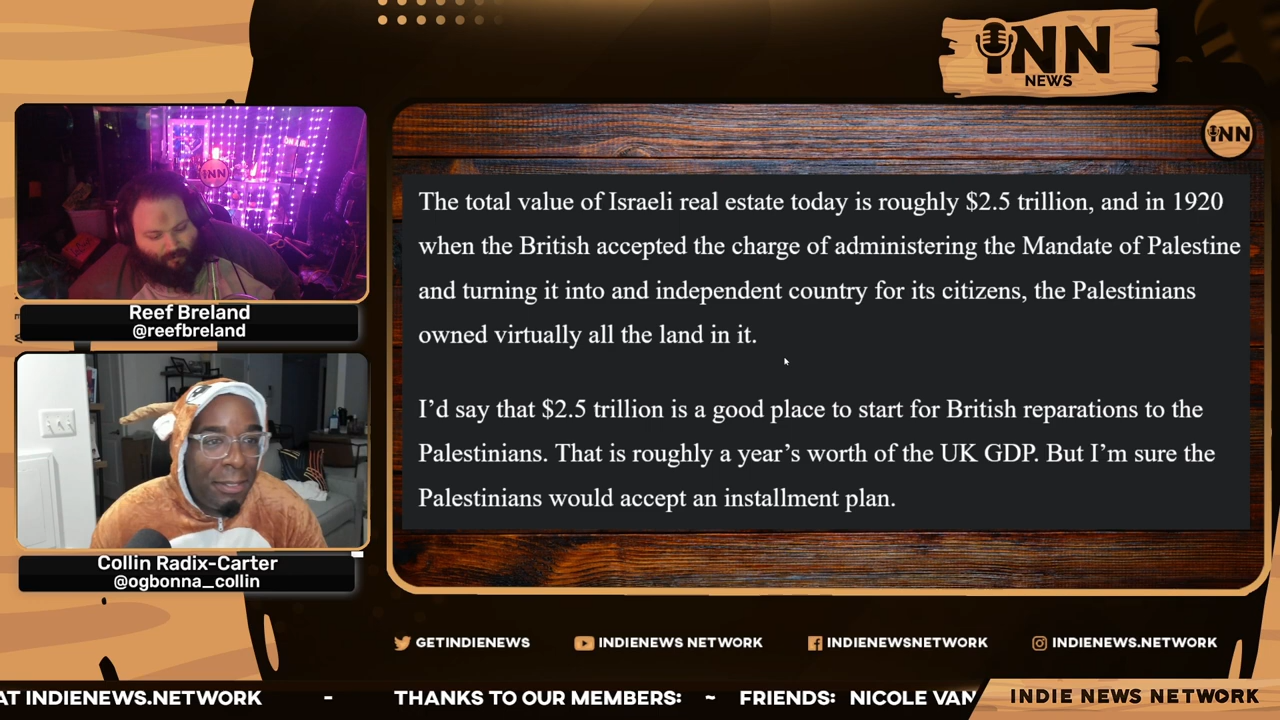 iNN
NEWS
iNN
iNN
The total value of Israeli real estate today is roughly $2.5 trillion, and in 1920
when the British accepted the charge of administering the Mandate of Palestine
and turning it into and independent country for its citizens, the Palestinians
owned virtually all the land in it.
I’d say that $2.5 trillion is a good place to start for British reparations to the
Palestinians. That is roughly a year’s worth of the UK GDP. But I’m sure the
Palestinians would accept an installment plan.
Reef Breland
@reefbreland
Collin Radix-Carter
@ogbonna_collin
GETINDIENEWS
INDIENEWS NETWORK
INDIENEWSNETWORK
INDIENEWS.NETWORK
AT INDIENEWS.NETWORK - THANKS TO OUR MEMBERS: ~ FRIENDS: NICOLE VAN
INDIE NEWS NETWORK